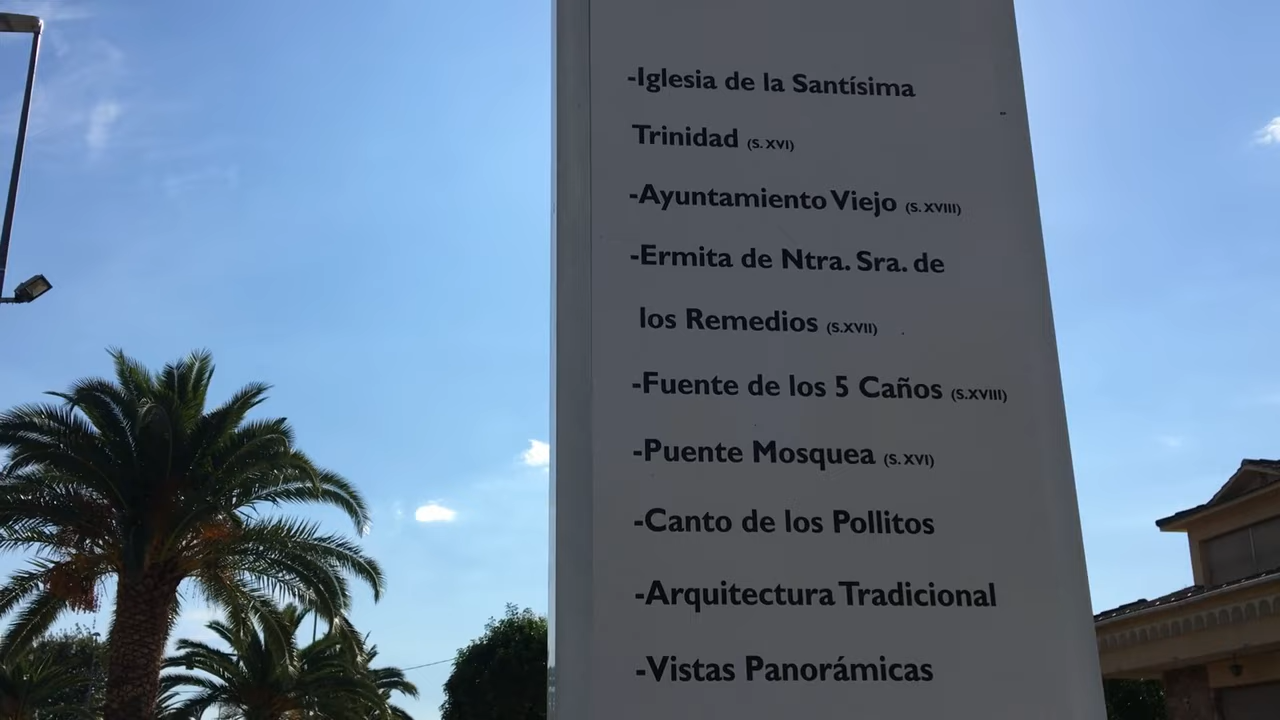 -Iglesia de la Santísima
Trinidad (S. XVI)
-Ayuntamiento Viejo (S. XVIII)
-Ermita de Ntra. Sra. de
los Remedios (S.XVII)
-Fuente de los 5 Caños (S.XVIII)
-Puente Mosquea (S. XVI)
-Canto de los Pollitos
-Arquitectura Tradicional
-Vistas Panorámicas